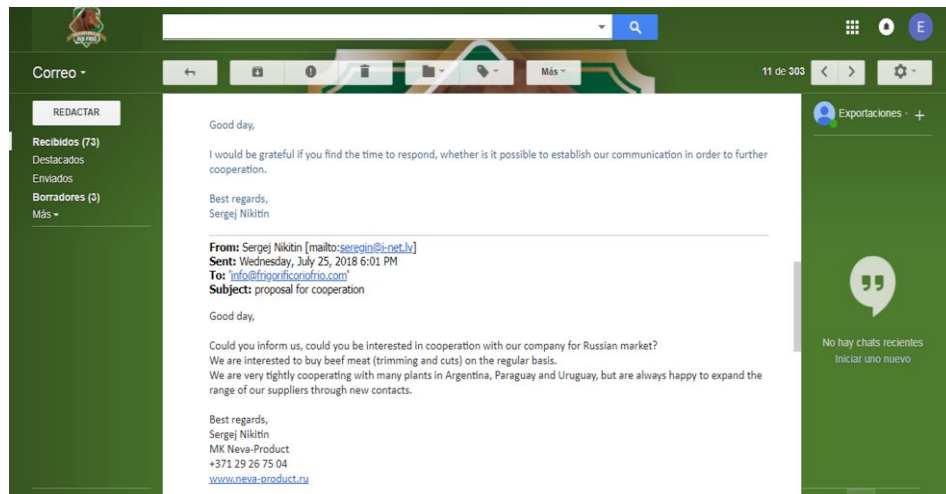 RIO FRIO
E
Correo
Más
11 de 303
REDACTAR
Recibidos (73)
Destacados
Enviados
Borradores (3)
Más
Good day,
I would be grateful if you find the time to respond, whether is it possible to establish our communication in order to further
cooperation.
Best regards,
Sergej Nikitin
From: Sergej Nikitin [mailto:seregin@i-net.lv]
Sent: Wednesday, July 25, 2018 6:01 PM
To: 'info@frigorificoriofrio.com'
Subject: proposal for cooperation
Good day,
Could you inform us, could you be interested in cooperation with our company for Russian market?
We are interested to buy beef meat (trimming and cuts) on the regular basis.
We are very tightly cooperating with many plants in Argentina, Paraguay and Uruguay, but are always happy to expand the
range of our suppliers through new contacts.
Best regards,
Sergej Nikitin
MK Neva-Product
+371 29 26 75 04
www.neva-product.ru
Exportaciones
No hay chats recientes
Iniciar uno nuevo